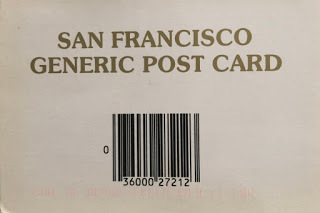 SAN FRANCISCO
GENERIC POST CARD
0
36000 27212